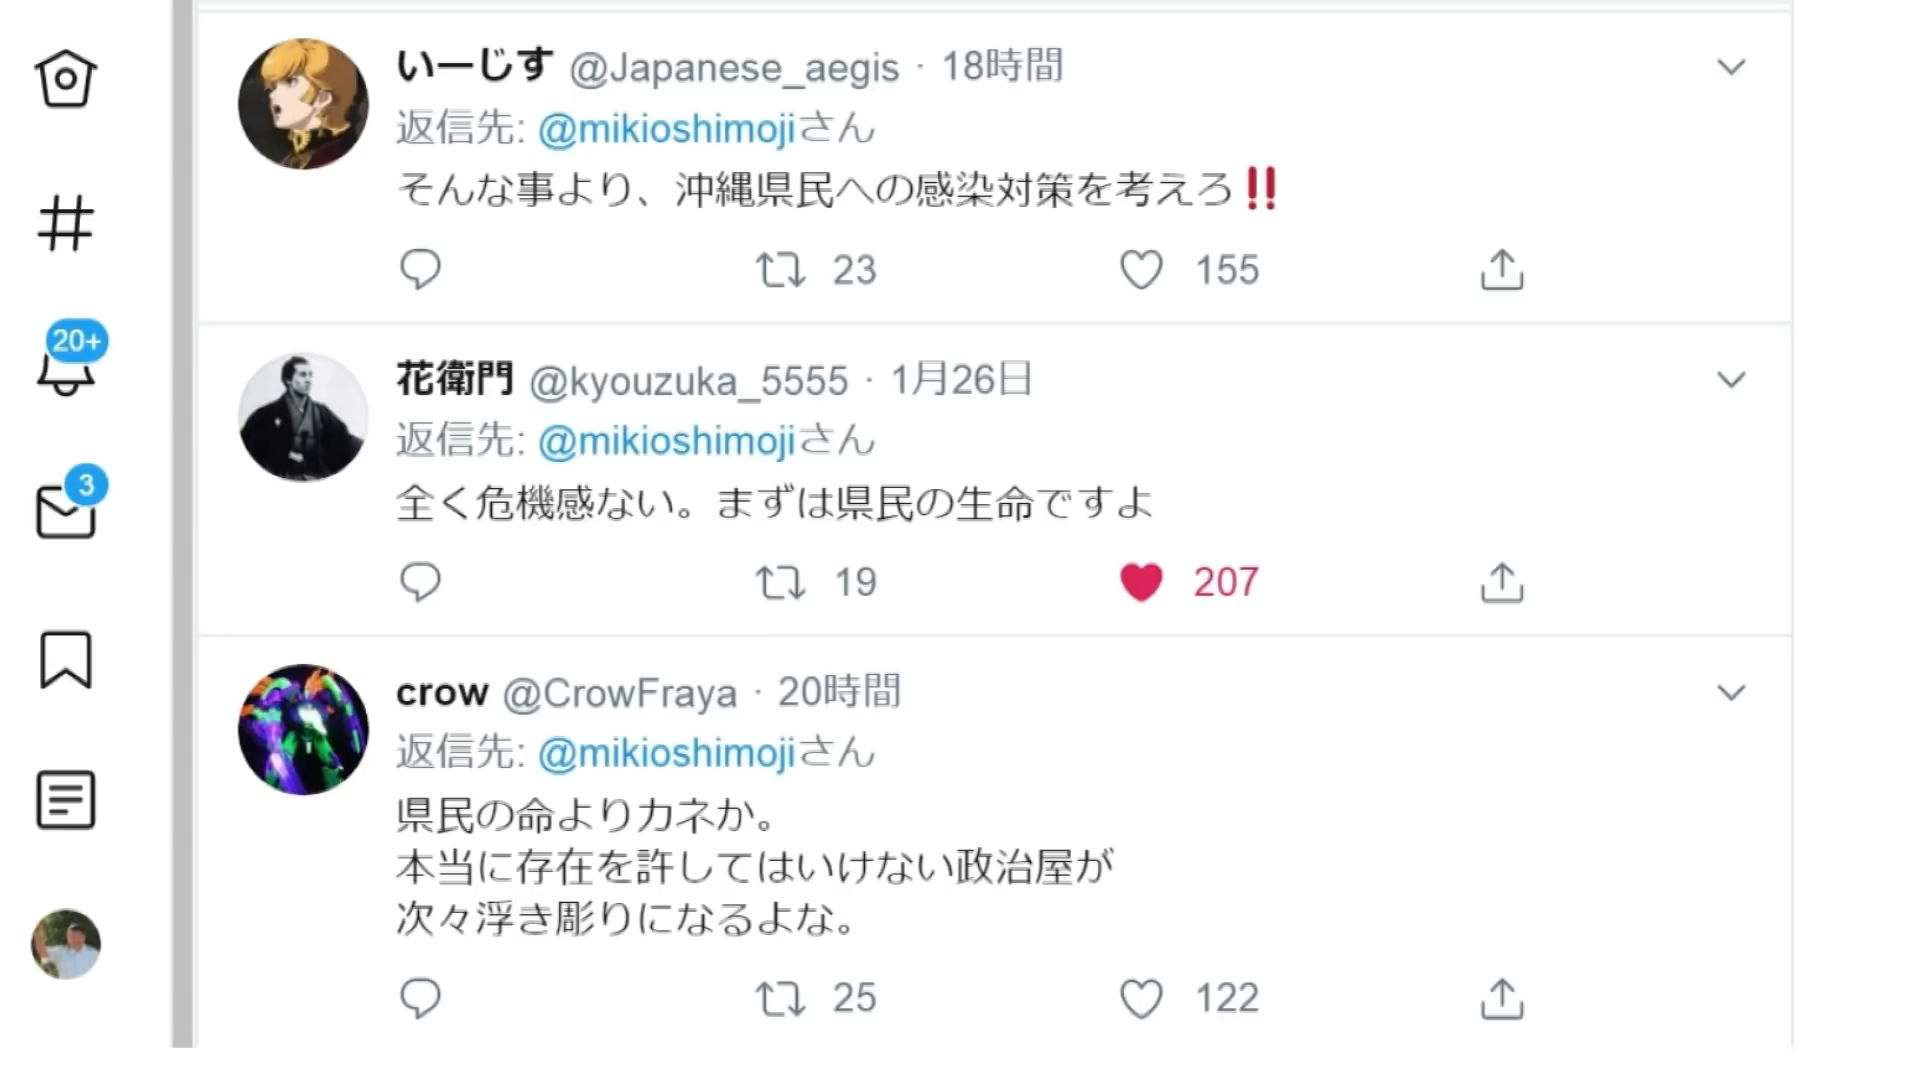 いーじす @Japanese_aegis · 18時間
返信先: @mikioshimojiさん
そんな事より、沖縄県民への感染対策を考えろ‼
23 155
20+
花衛門 @kyouzuka_5555 · 1月26日
返信先: @mikioshimojiさん
3
全く危機感ない。まずは県民の生命ですよ
19 207
crow @CrowFraya · 20時間
返信先: @mikioshimojiさん
県民の命よりカネか。
本当に存在を許してはいけない政治屋が
次々浮き彫りになるよな。
25 122